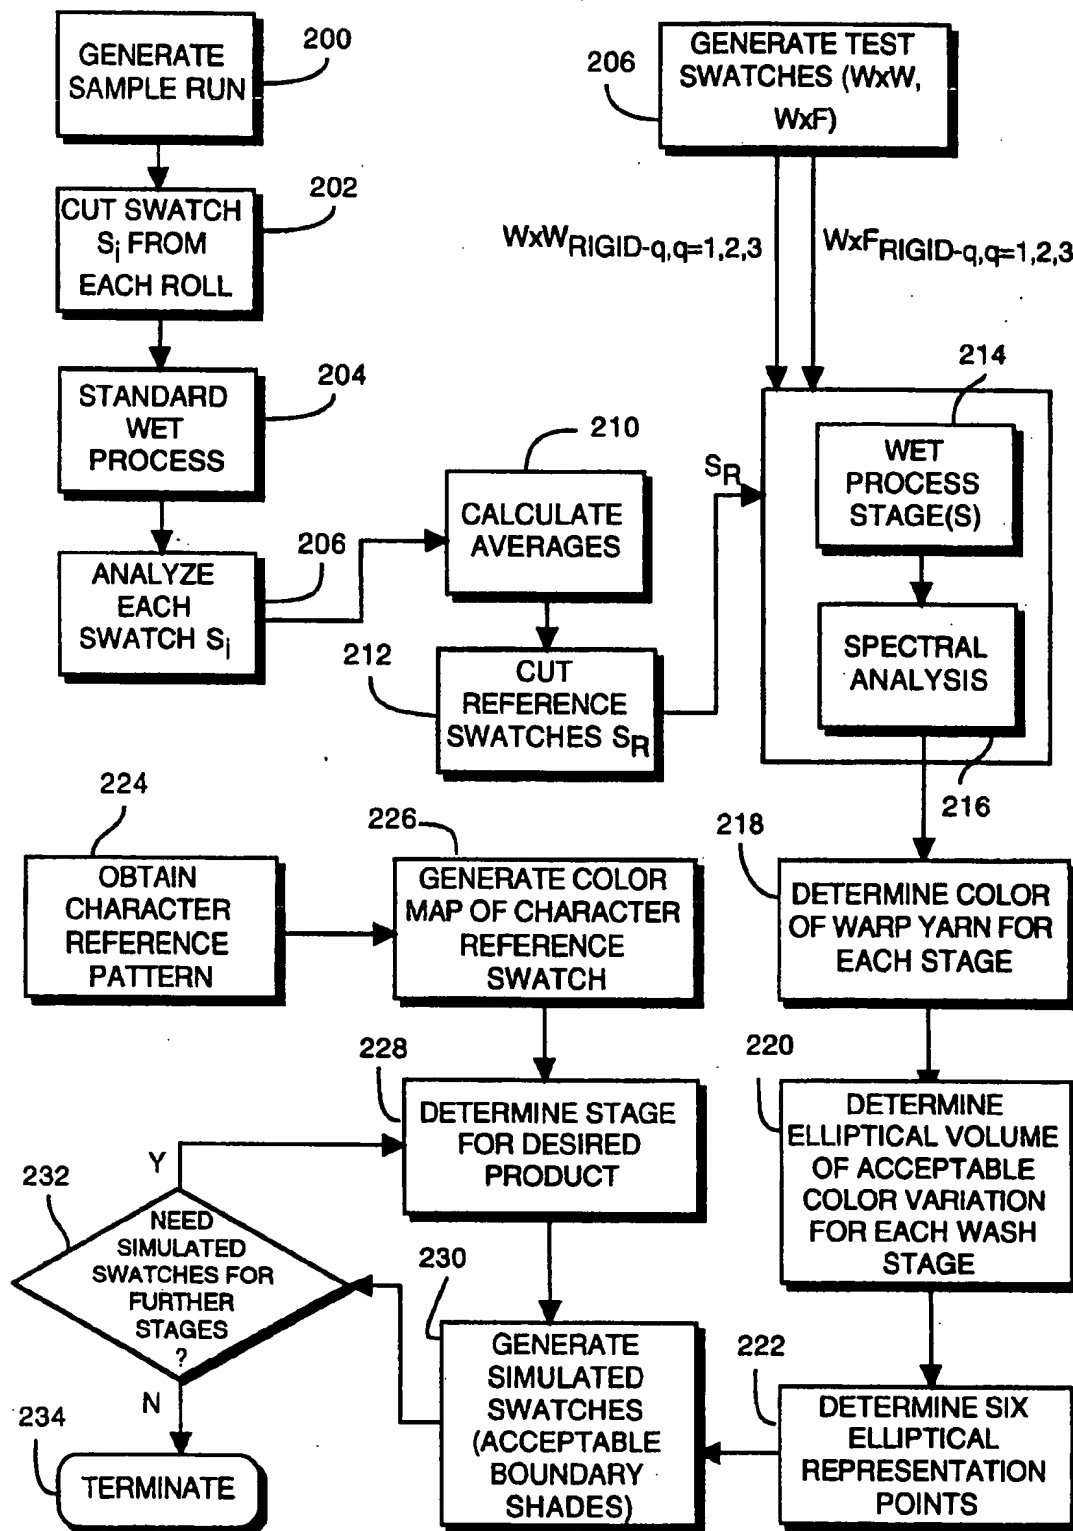 GENERATE
SAMPLE RUN
200
CUT SWATCH
Si FROM
EACH ROLL
202
STANDARD
WET
PROCESS
204
ANALYZE
EACH
SWATCH Si
206
210
CALCULATE
AVERAGES
212
CUT
REFERENCE
SWATCHES SR
SR
206
GENERATE TEST
SWATCHES (WxW,
WxF)
WxWRIGID-q,q=1,2,3
WxFRIGID-q,q=1,2,3
214
WET
PROCESS
STAGE(S)
SPECTRAL
ANALYSIS
216
218
DETERMINE COLOR
OF WARP YARN FOR
EACH STAGE
220
DETERMINE
ELLIPTICAL VOLUME
OF ACCEPTABLE
COLOR VARIATION
FOR EACH WASH
STAGE
222
DETERMINE SIX
ELLIPTICAL
REPRESENTATION
POINTS
224
OBTAIN
CHARACTER
REFERENCE
PATTERN
226
GENERATE COLOR
MAP OF CHARACTER
REFERENCE
SWATCH
228
DETERMINE STAGE
FOR DESIRED
PRODUCT
230
GENERATE
SIMULATED
SWATCHES
(ACCEPTABLE
BOUNDARY
SHADES)
232
Y
NEED
SIMULATED
SWATCHES FOR
FURTHER
STAGES
?
N
234
TERMINATE